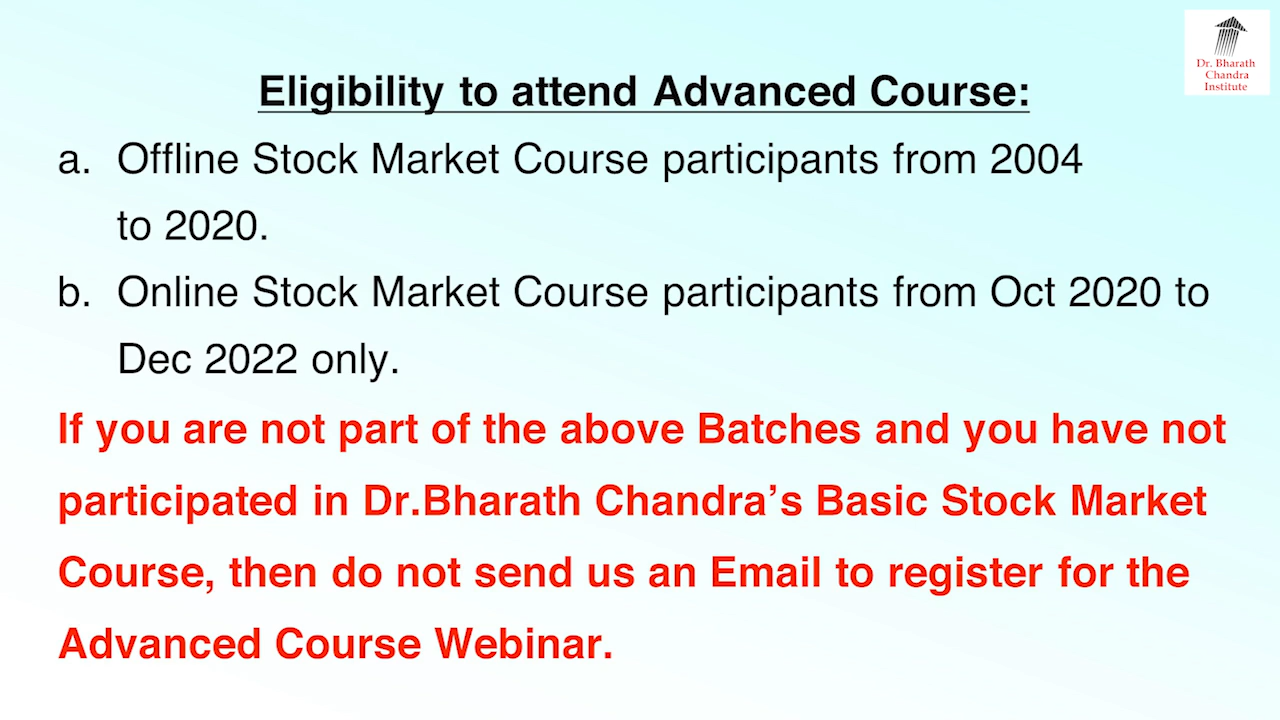 Dr. Bharath
Chandra
Institute
Eligibility to attend Advanced Course:
a. Offline Stock Market Course participants from 2004
to 2020.
b. Online Stock Market Course participants from Oct 2020 to
Dec 2022 only.
If you are not part of the above Batches and you have not
participated in Dr.Bharath Chandra’s Basic Stock Market
Course, then do not send us an Email to register for the
Advanced Course Webinar.